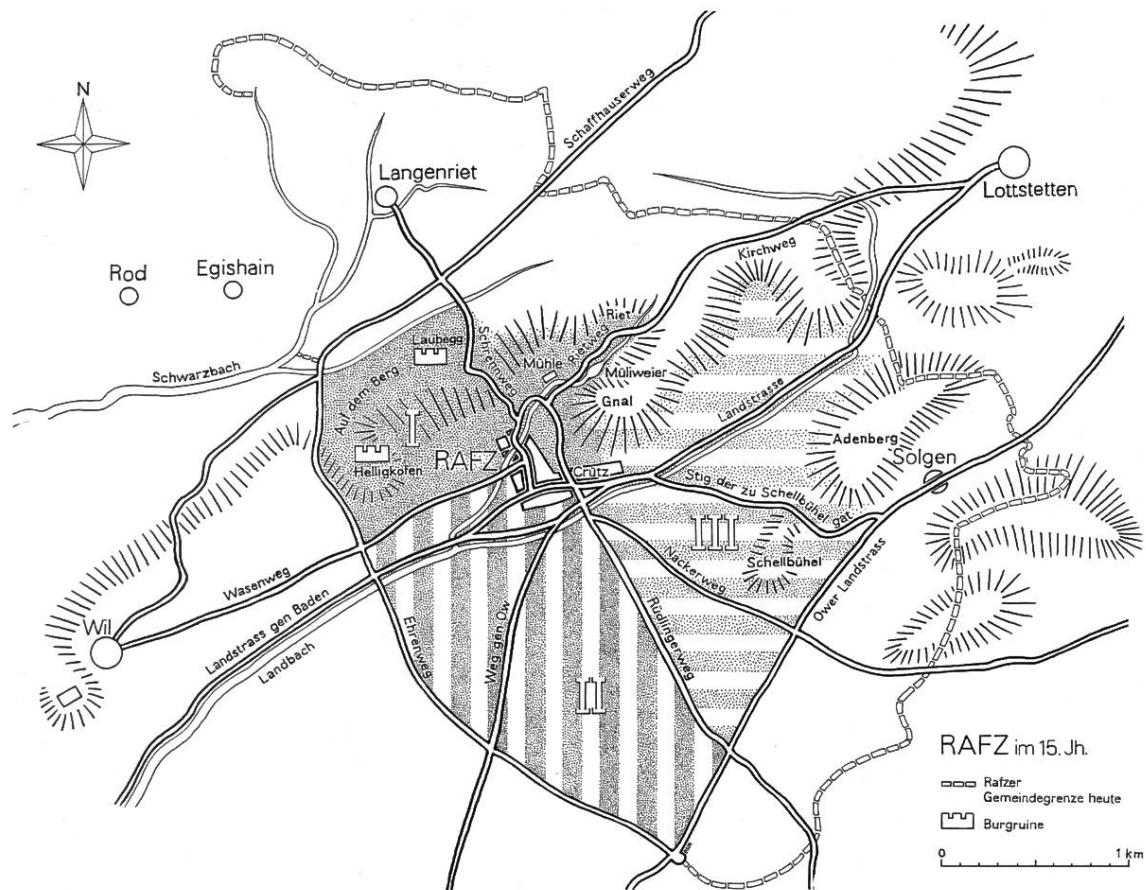 N
Schaffhauserweg
Langenriet
Lottstetten
Rod
Egishain
Kirchweg
Schwarzbach
Laubegg
Schrennweg
Riet
Mühle
Rietweg
Müliweier
Gnal
Auf dem Berg
I
Helligkofen
RAFZ
Crütz
Landstrasse
Adenberg
Solgen
Stig der zu Schellbühel gat
III
Schellbühel
Nackerweg
Ower Landstrass
Wasenweg
Wil
Landstrass gen Baden
Landbach
Ehrenweg
Weg gen Ow
Rüdlingerweg
II
RAFZ im 15. Jh.
Rafzer
Gemeindegrenze heute
Burgruine
0 1 km